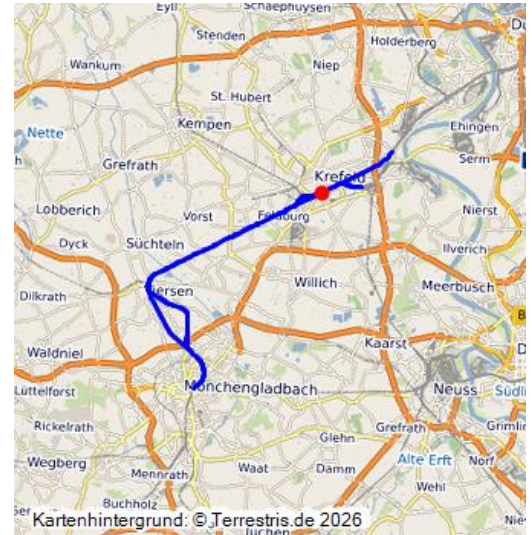 Eyll
Schaephuysen
Stenden
Holderberg
Wankum
Niep
St. Hubert
Kempen
Ehingen
Nette
Serm
Grefrath
Krefeld
Lobberich
Vorst
Nierst
Dyck
Süchteln
Ilverich
Dilkrath
Viersen
Willich
Meerbusch
Waldniel
Kaarst
Lüttelforst
Mönchengladbach
Neuss
Südli
Rickelrath
Grefrath
Grimling
Glehn
Wegberg
Alte Erft
Norf
Mennrath
Waat
Damm
Wehl
Buchholz
Kartenhintergrund: © Terrestris.de 2026